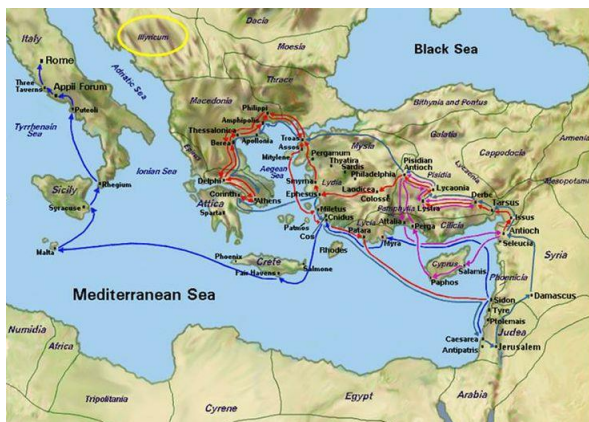 Italy
Illyricum
Dacia
Moesia
Black Sea
Rome
Three
Taverns
Appii Forum
Puteoli
Adriatic Sea
Thrace
Macedonia
Philippi
Amphipolis
Thessalonica
Apollonia
Berea
Bithynia and Pontus
Tyrrhenain
Sea
Troas
Assos
Mysia
Galatia
Armenia
Mitylene
Pergamum
Thyatira
Sardis
Philadelphia
Pisidian
Antioch
Cappodocia
Ionian Sea
Aegean
Sea
Delphi
Smyrna
Lydia
Pisidia
Lycaonia
Mesopotamia
Rhegium
Sicily
Corinth
Athens
Ephesus
Laodicea
Colosse
Lycaonia
Derbe
Lystra
Tarsus
Attica
Sparta
Miletus
Cnidus
Pamphylia
Attalia
Cilicia
Issus
Syracuse
Patmos
Cos
Lycia
Patara
Perga
Antioch
Seleucia
Malta
Phoenix
Crete
Rhodes
Myra
Cyprus
Salamis
Syria
Fair Havens
Salmone
Paphos
Phoenicia
Mediterranean Sea
Sidon
Damascus
Tyre
Ptolemais
Numidia
Africa
Caesarea
Judea
Antipatris
Jerusalem
Tripolitania
Cyrene
Egypt
Arabia